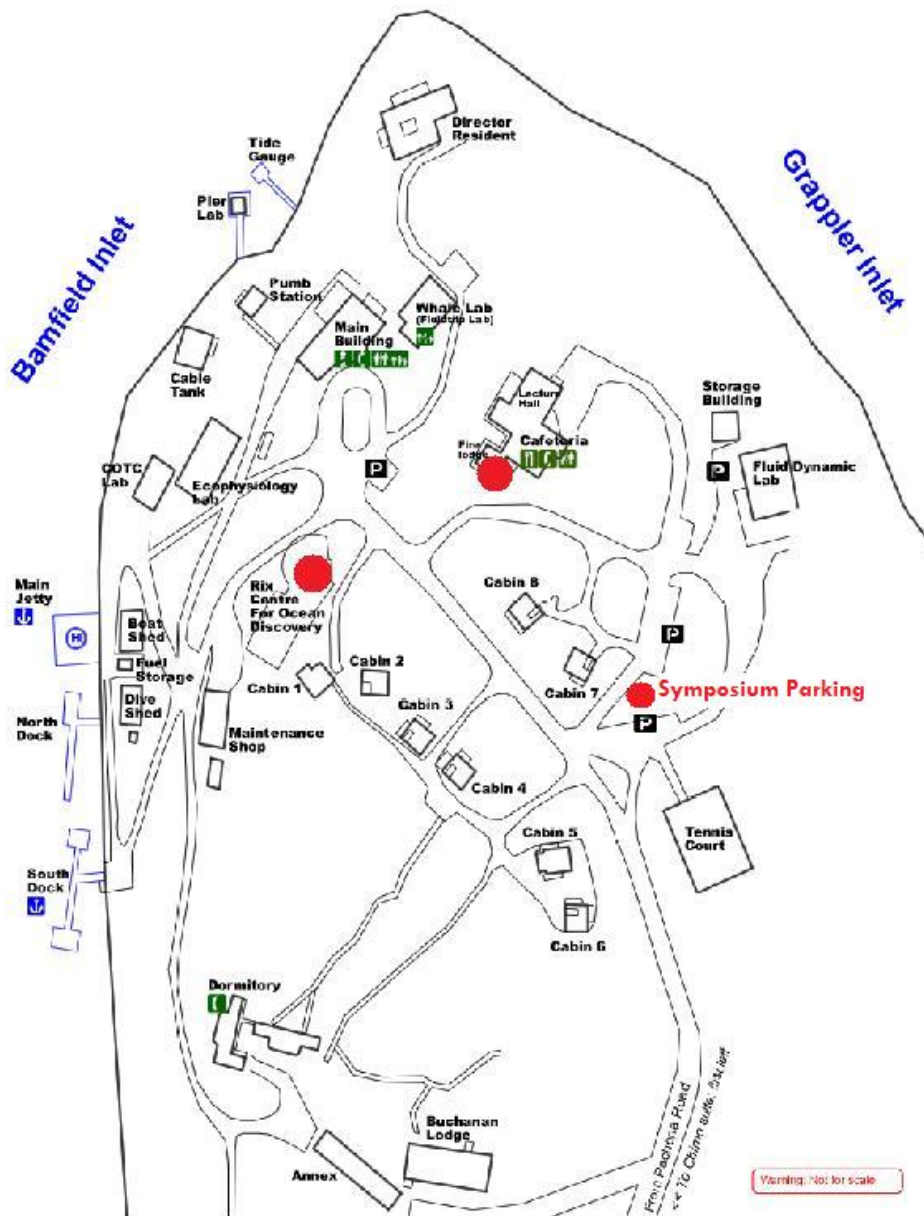 Director
Resident
Tide
Gauge
Pier
Lab
Grappler Inlet
Bamfield Inlet
Pumb
Station
Whale Lab
(Fieldtrip Lab)
Main
Building
Cable
Tank
Lecture
Hall
Storage
Building
Cafeteria
lodge
P
P
Fluid Dynamic
Lab
Ecophysiology
Lab
Lab
Main
Jetty
H
Boat
Shed
Fuel
Storage
Dive
Shed
North
Dock
South
Dock
Rix
Centre
For Ocean
Discovery
Cabin 8
P
Cabin 1
Cabin 2
Cabin 7
Symposium Parking
P
Cabin 3
Maintenance
Shop
Cabin 4
Cabin 5
Tennis
Court
Cabin 6
Dormitory
Buchanan
Lodge
Annex
From Pachena Road
Warning: Not for scale